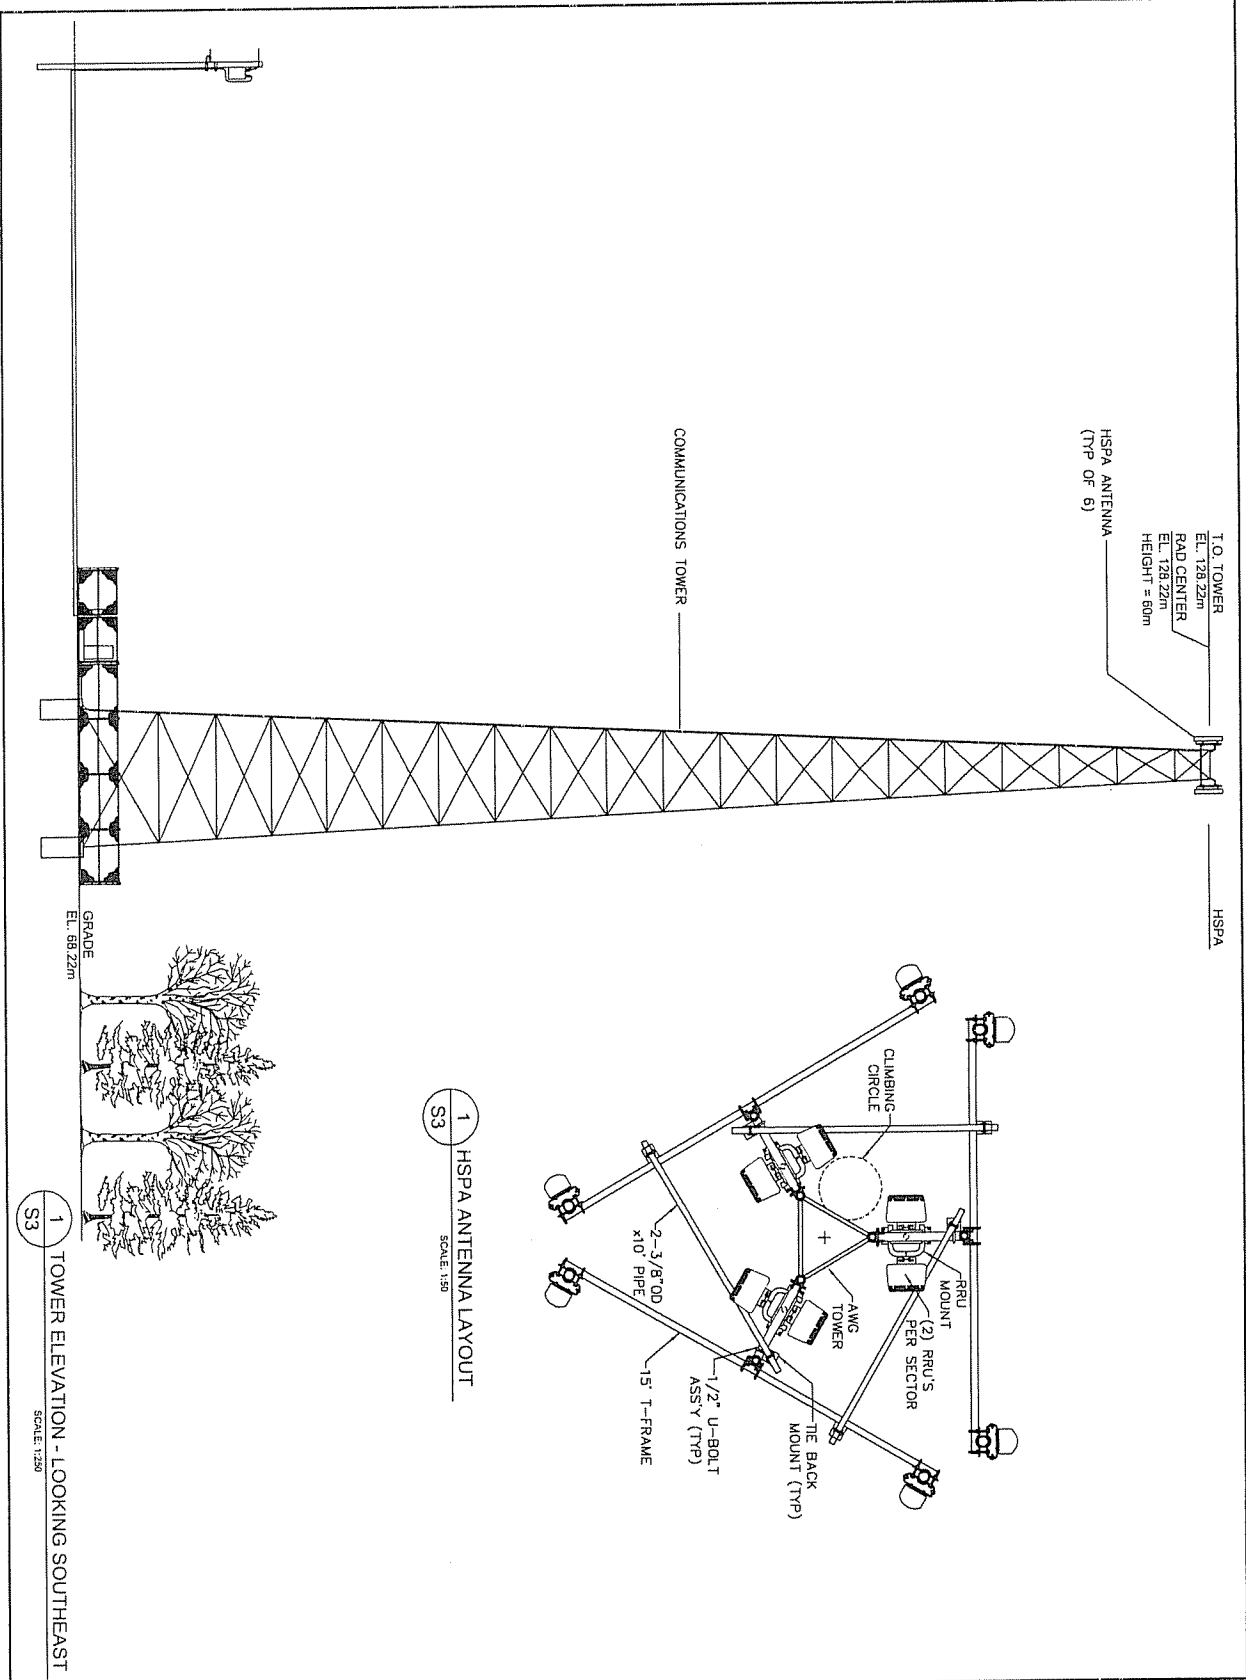 T.O. TOWER
EL. 128.22m
RAD CENTER
EL. 128.22m
HEIGHT = 60m
HSPA ANTENNA
(TYP OF 6)
HSPA
COMMUNICATIONS TOWER
GRADE
EL. 68.22m
CLIMBING
CIRCLE
RRU
MOUNT
(2) RRU'S
PER SECTOR
AWG
TOWER
TIE BACK
MOUNT (TYP)
1/2" U-BOLT
ASS'Y (TYP)
2-3/8"OD
x10' PIPE
15' T-FRAME
1
S3
HSPA ANTENNA LAYOUT
SCALE: 1:50
1
S3
TOWER ELEVATION - LOOKING SOUTHEAST
SCALE: 1:250